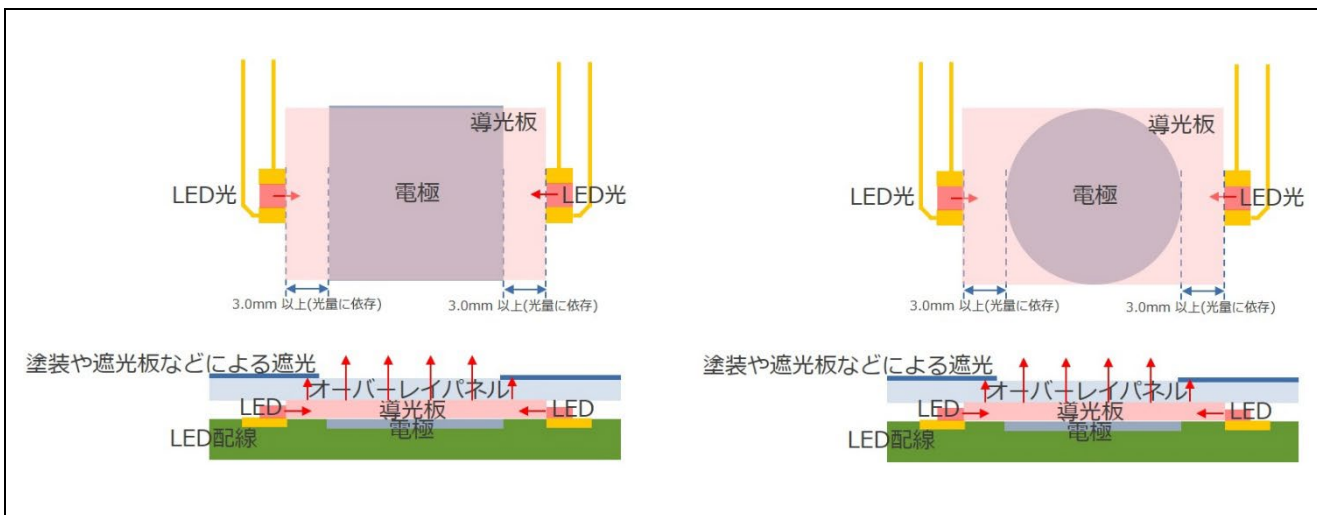 導光板
LED光
電極
LED光
3.0mm 以上(光量に依存)
3.0mm 以上(光量に依存)
塗装や遮光板などによる遮光
オーバーレイパネル
LED
導光板
LED
LED配線
電極
導光板
LED光
電極
LED光
3.0mm 以上(光量に依存)
3.0mm 以上(光量に依存)
塗装や遮光板などによる遮光
オーバーレイパネル
LED
導光板
LED
LED配線
電極